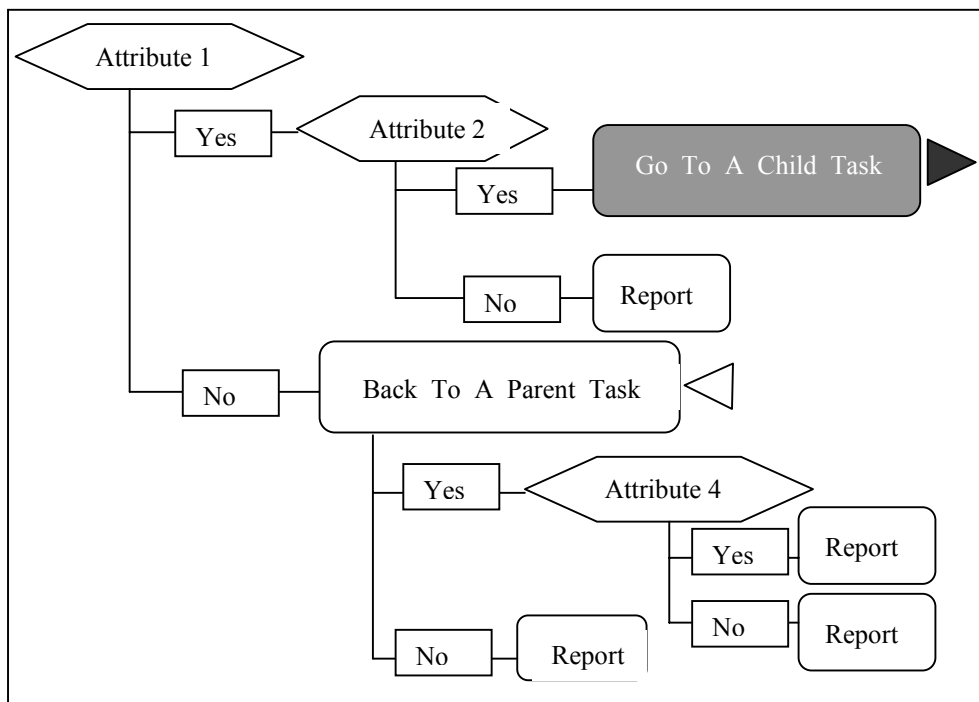 Attribute 1
Yes
Attribute 2
Yes
Go To A Child Task
No
Report
No
Back To A Parent Task
Yes
Attribute 4
Yes
Report
No
Report
No
Report